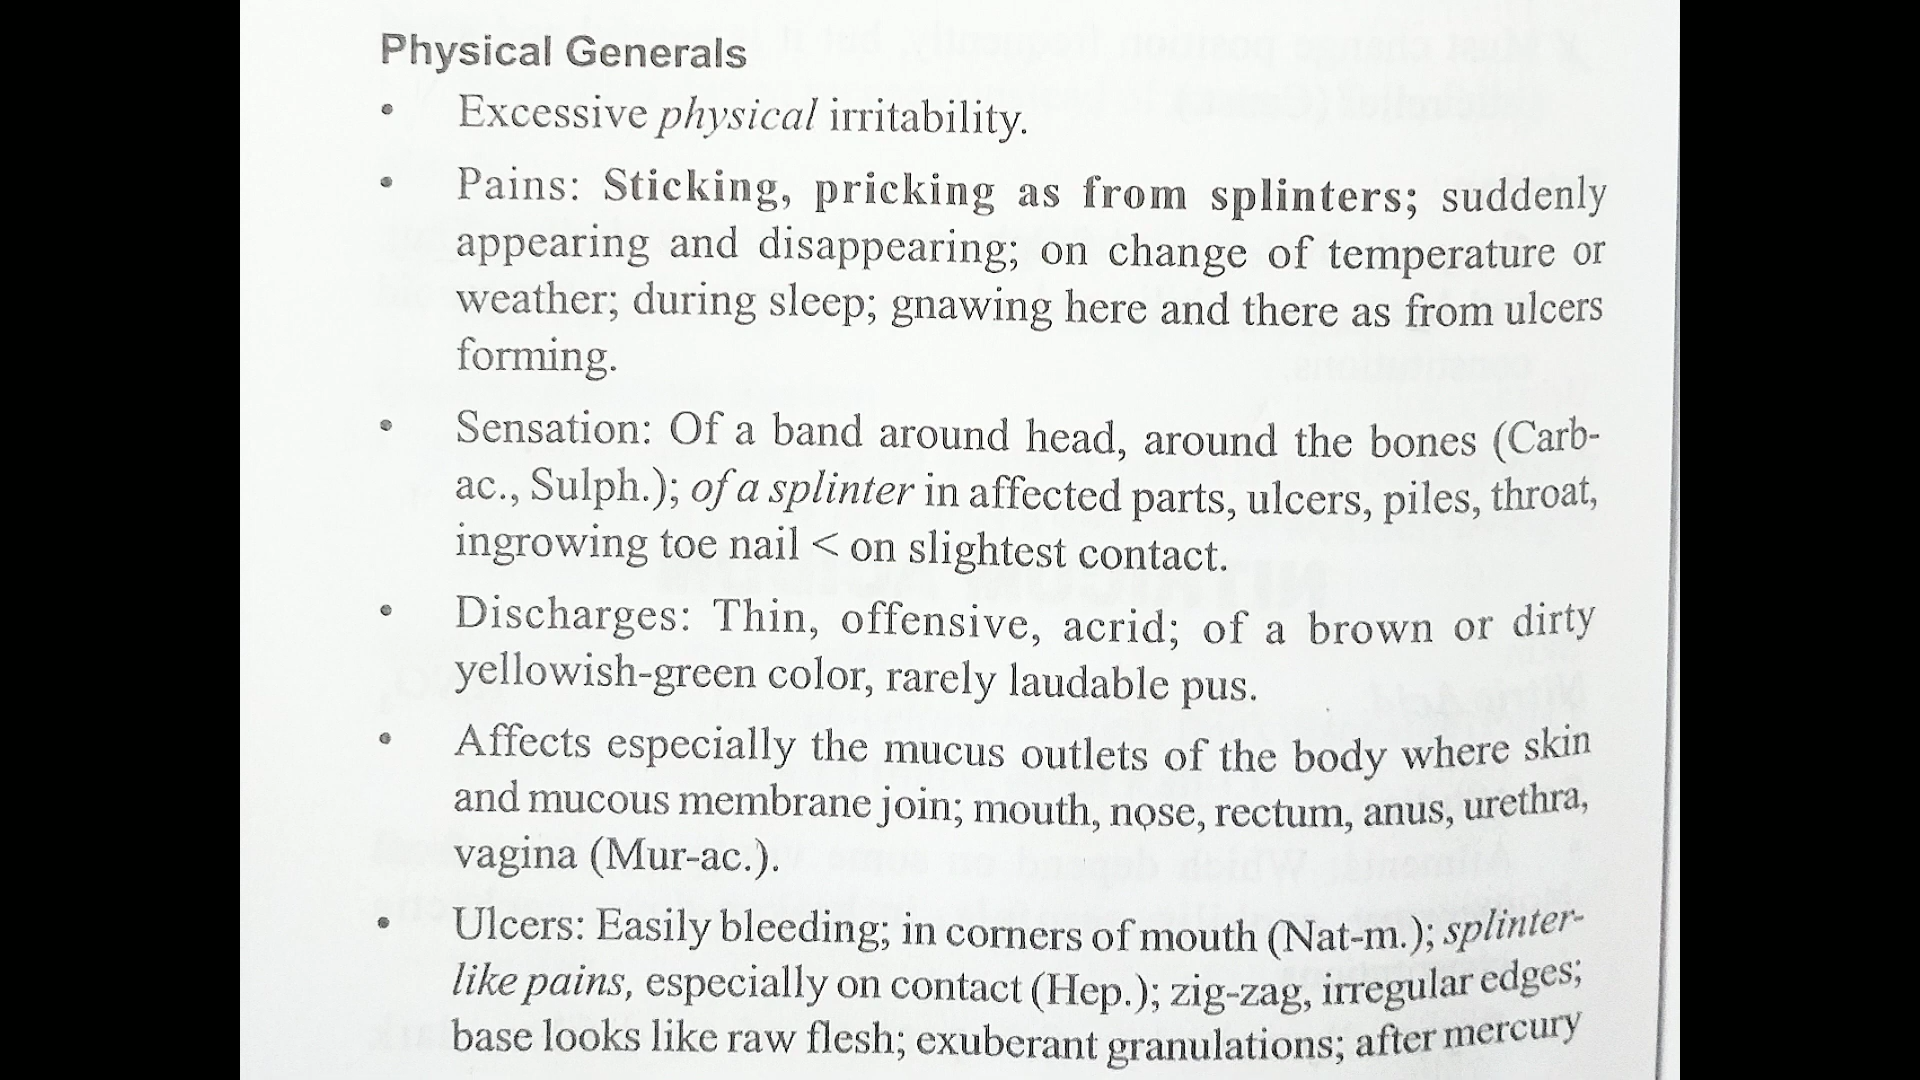 Physical Generals
• Excessive physical irritability.
• Pains: Sticking, pricking as from splinters; suddenly
appearing and disappearing; on change of temperature or
weather; during sleep; gnawing here and there as from ulcers
forming.
• Sensation: Of a band around head, around the bones (Carb-
ac., Sulph.); of a splinter in affected parts, ulcers, piles, throat,
ingrowing toe nail < on slightest contact.
• Discharges: Thin, offensive, acrid; of a brown or dirty
yellowish-green color, rarely laudable pus.
• Affects especially the mucus outlets of the body where skin
and mucous membrane join; mouth, nose, rectum, anus, urethra,
vagina (Mur-ac.).
• Ulcers: Easily bleeding; in corners of mouth (Nat-m.); splinter-
like pains, especially on contact (Hep.); zig-zag, irregular edges;
base looks like raw flesh; exuberant granulations; after mercury